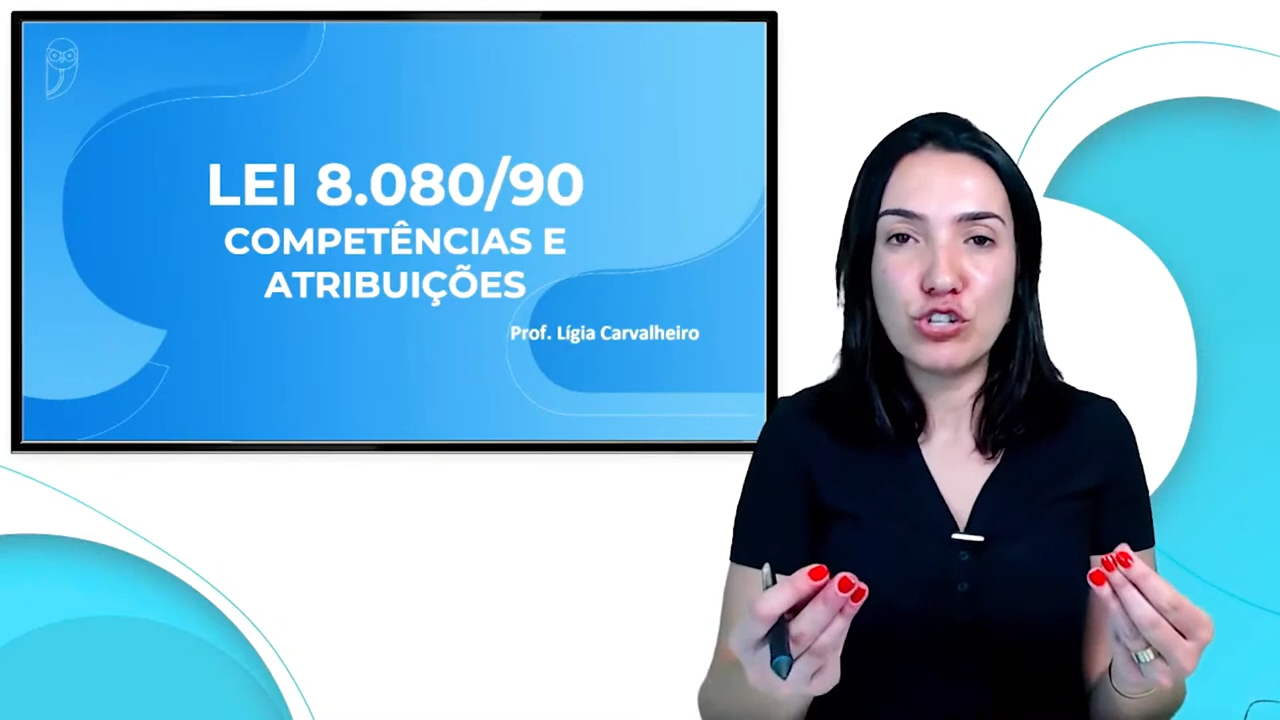 LEI 8.080/90
COMPETÊNCIAS E
ATRIBUIÇÕES
Prof. Lígia Carvalheiro